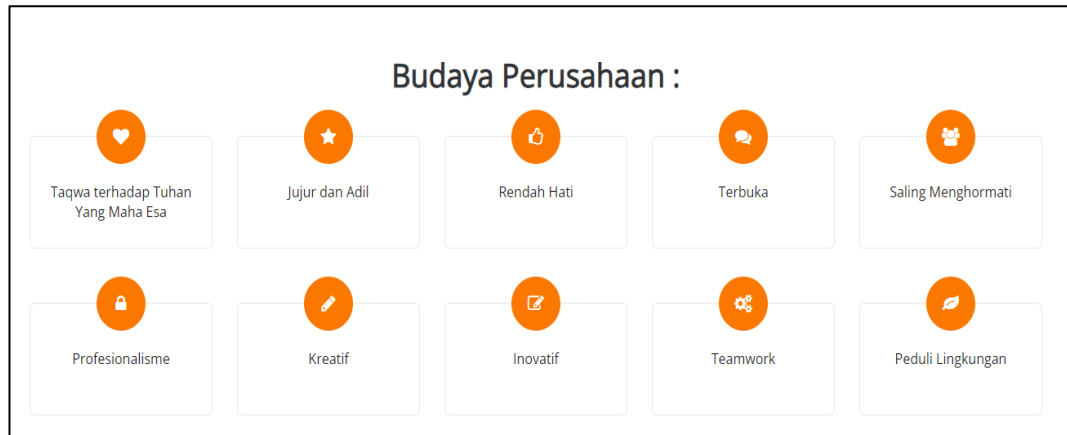 Budaya Perusahaan :
Taqwa terhadap Tuhan
Yang Maha Esa
Jujur dan Adil
Rendah Hati
Terbuka
Saling Menghormati
Profesionalisme
Kreatif
Inovatif
Teamwork
Peduli Lingkungan